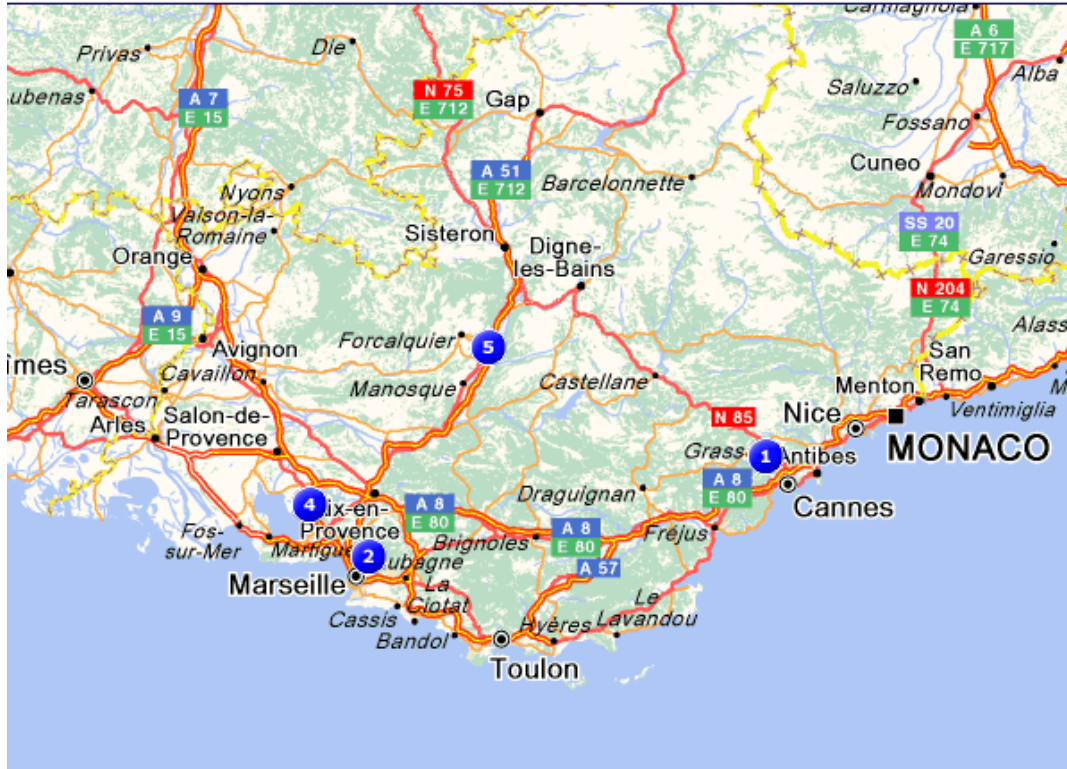 Carmagnola
A 6
E 717
Privas
Die
Alba
N 75
E 712
Saluzzo
ubenas
A 7
E 15
Gap
Fossano
Cuneo
A 51
E 712
Barcelonnette
Mondovi
Nyons
Vaison-la-
Romaine
SS 20
E 74
Sisteron
Digne-
les-Bains
Orange
Garessio
N 204
E 74
A 9
E 15
Alass
Forcalquier
5
Avignon
San
Remo
îmes
Cavaillon
Manosque
Castellane
Menton
Tarascon
Ventimiglia
Salon-de-
Provence
Arles
N 85
Nice
MONACO
Grass
1
Antibes
A 8
E 80
Draguignan
Cannes
4
A 8
E 80
ix-en-
Provence
Fos-
sur-Mer
A 8
E 80
Fréjus
Martigue
2
Brignoles
ubagne
A 57
Marseille
La
Ciotat
Le
Lavandou
Cassis
Hyères
Bandol
Toulon